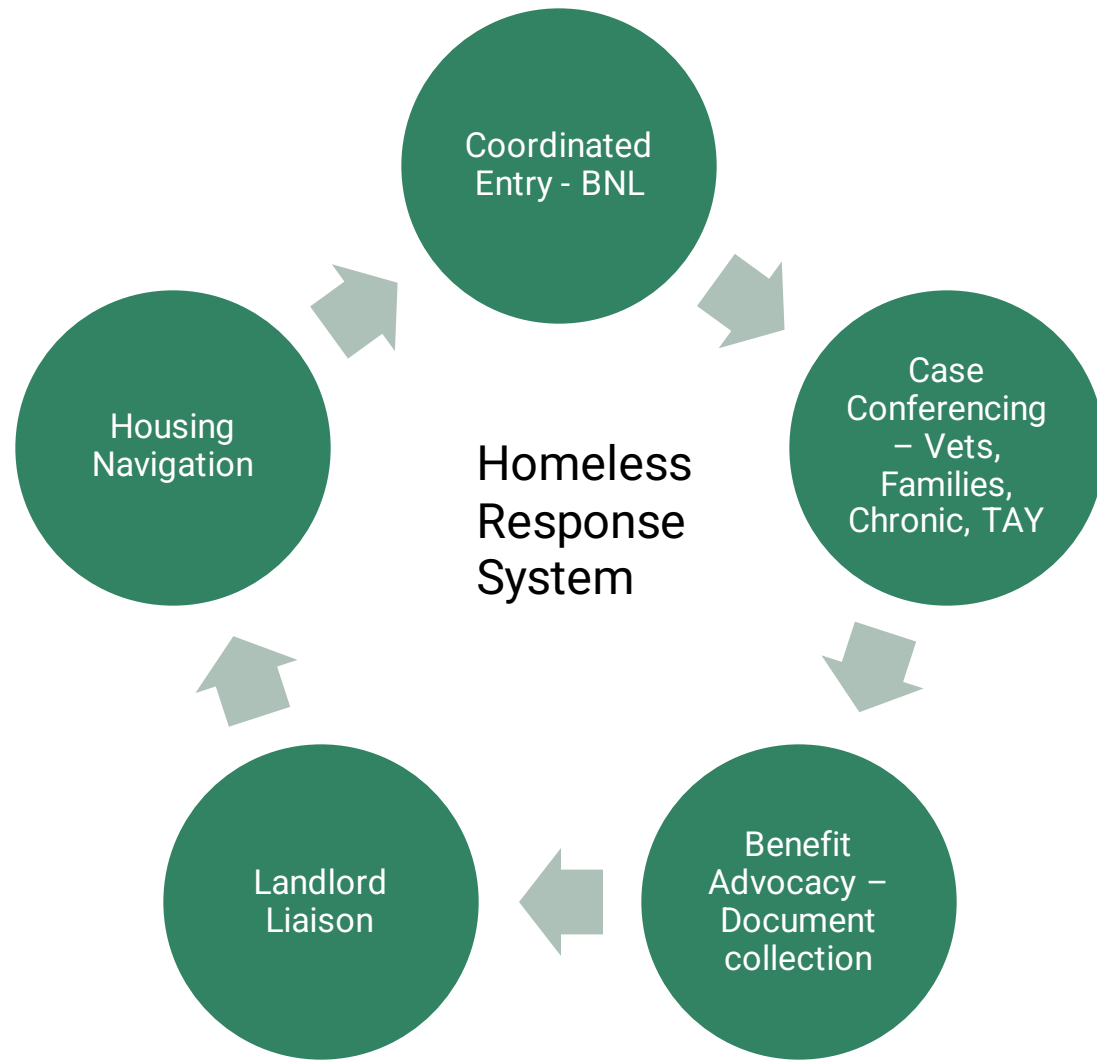 Coordinated
Entry - BNL
Case
Conferencing
– Vets,
Families,
Chronic, TAY
Housing
Navigation
Homeless
Response
System
Benefit
Advocacy –
Document
collection
Landlord
Liaison